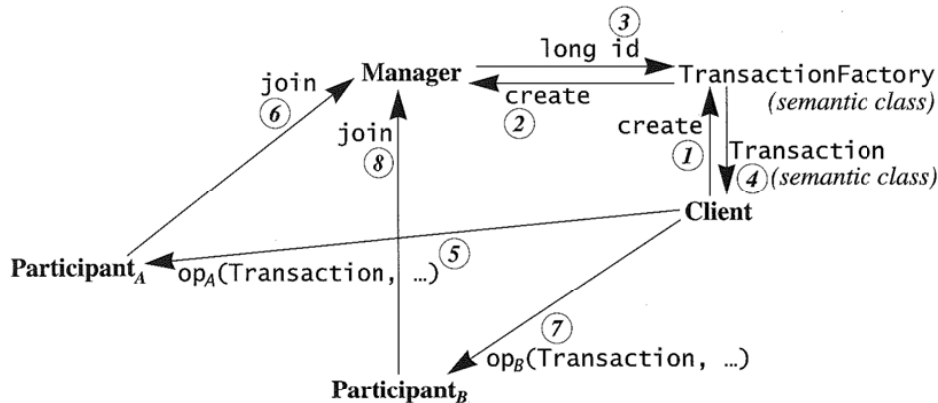 ③
long id
Manager
TransactionFactory
(semantic class)
join
⑥
create
②
join
⑧
create
①
Transaction
④ (semantic class)
Client
ParticipantA
opA(Transaction, …)
⑤
⑦
opB(Transaction, …)
ParticipantB